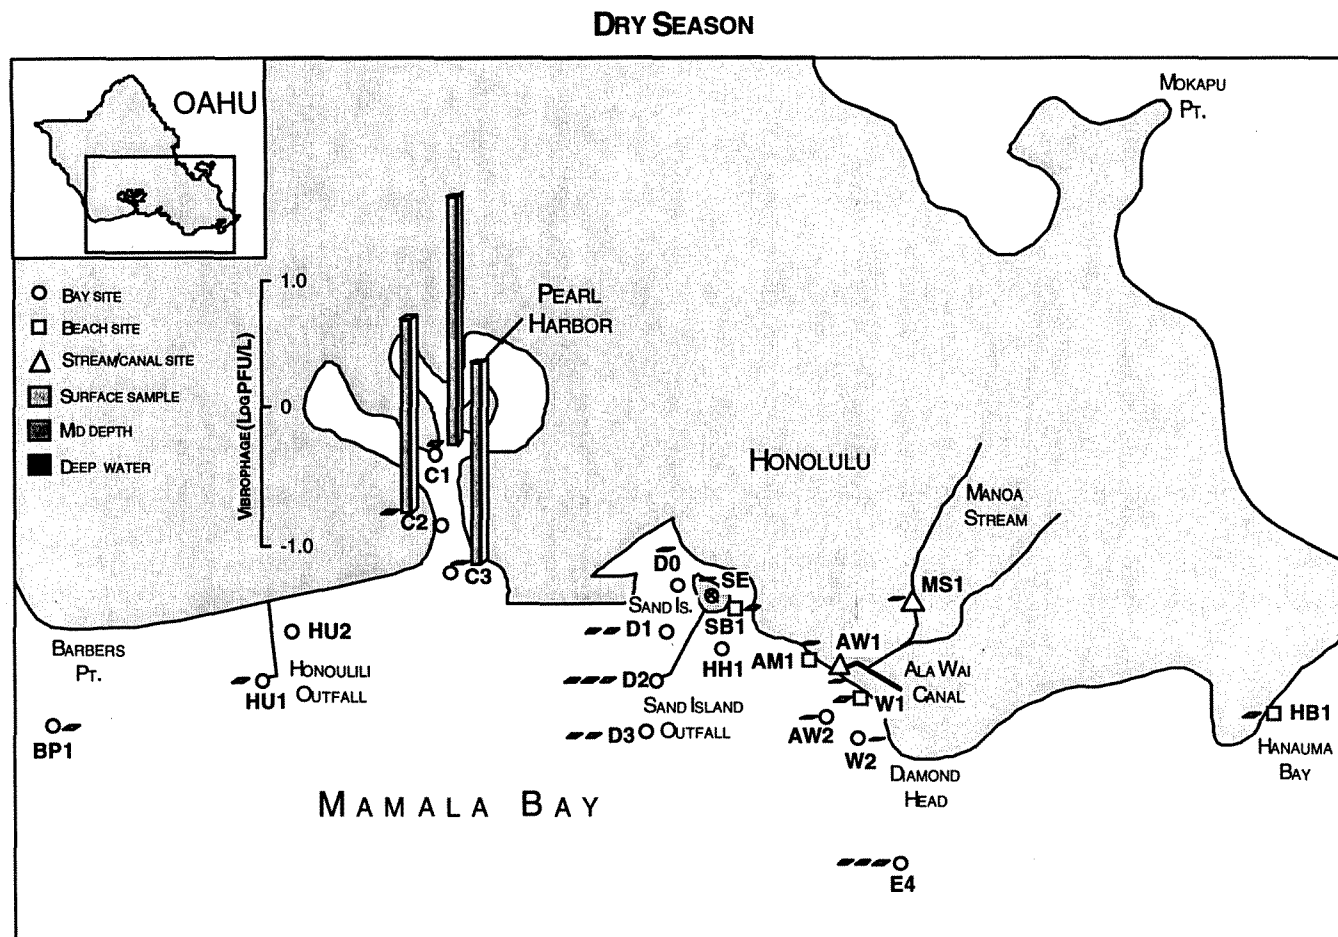 DRY SEASON
OAHU
MOKAPU
PT.
BAY SITE
BEACH SITE
STREAM/CANAL SITE
SURFACE SAMPLE
MID DEPTH
DEEP WATER
VIBROPHAGE (LOG PFU/L)
1.0
0
-1.0
PEARL
HARBOR
C1
C2
C3
HONOLULU
MANOA
STREAM
D0
SE
SAND IS.
MS1
D1
SB1
HU2
BARBERS
PT.
HONOULILI
OUTFALL
HU1
HH1
AM1
AW1
ALA WAI
CANAL
D2
SAND ISLAND
OUTFALL
W1
D3
AW2
W2
BP1
HB1
HANAUMA
BAY
DIAMOND
HEAD
MAMALA BAY
E4